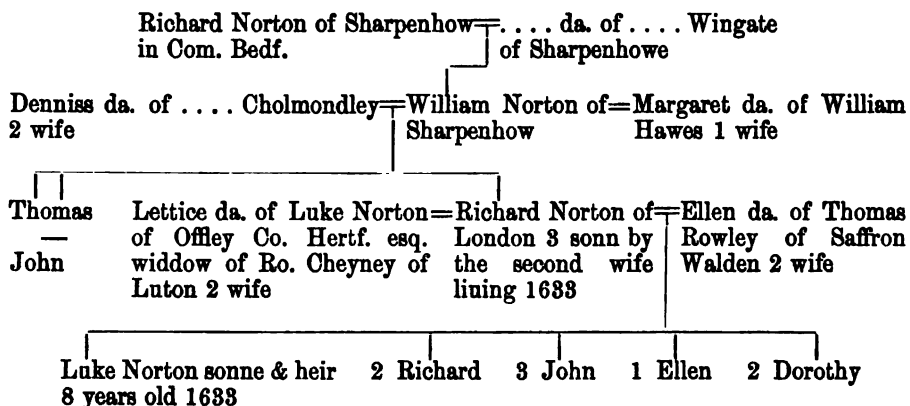 Richard Norton of Sharpenhow=. . . . da. of . . . . Wingate
in Com. Bedf. of Sharpenhowe
Denniss da. of . . . . Cholmondley=William Norton of=Margaret da. of William
2 wife Sharpenhow Hawes 1 wife
Thomas Lettice da. of Luke Norton=Richard Norton of=Ellen da. of Thomas
— of Offley Co. Hertf. esq. London 3 sonn by Rowley of Saffron
John widdow of Ro. Cheyney of the second wife Walden 2 wife
Luton 2 wife liuing 1633
Luke Norton sonne & heir 2 Richard 3 John 1 Ellen 2 Dorothy
8 years old 1633